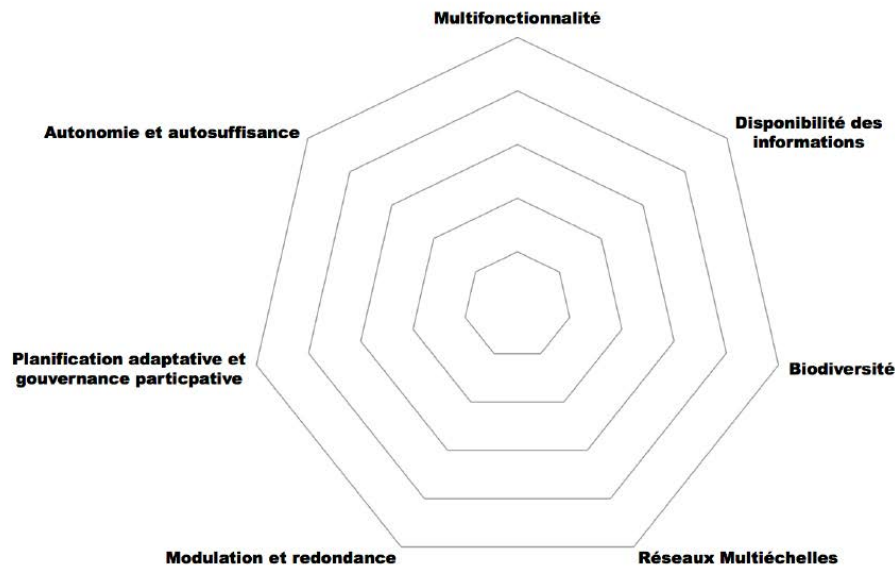 Multifonctionnalité
Disponibilité des
informations
Autonomie et autosuffisance
Planification adaptative et
gouvernance particpative
Biodiversité
Modulation et redondance
Réseaux Multiéchelles